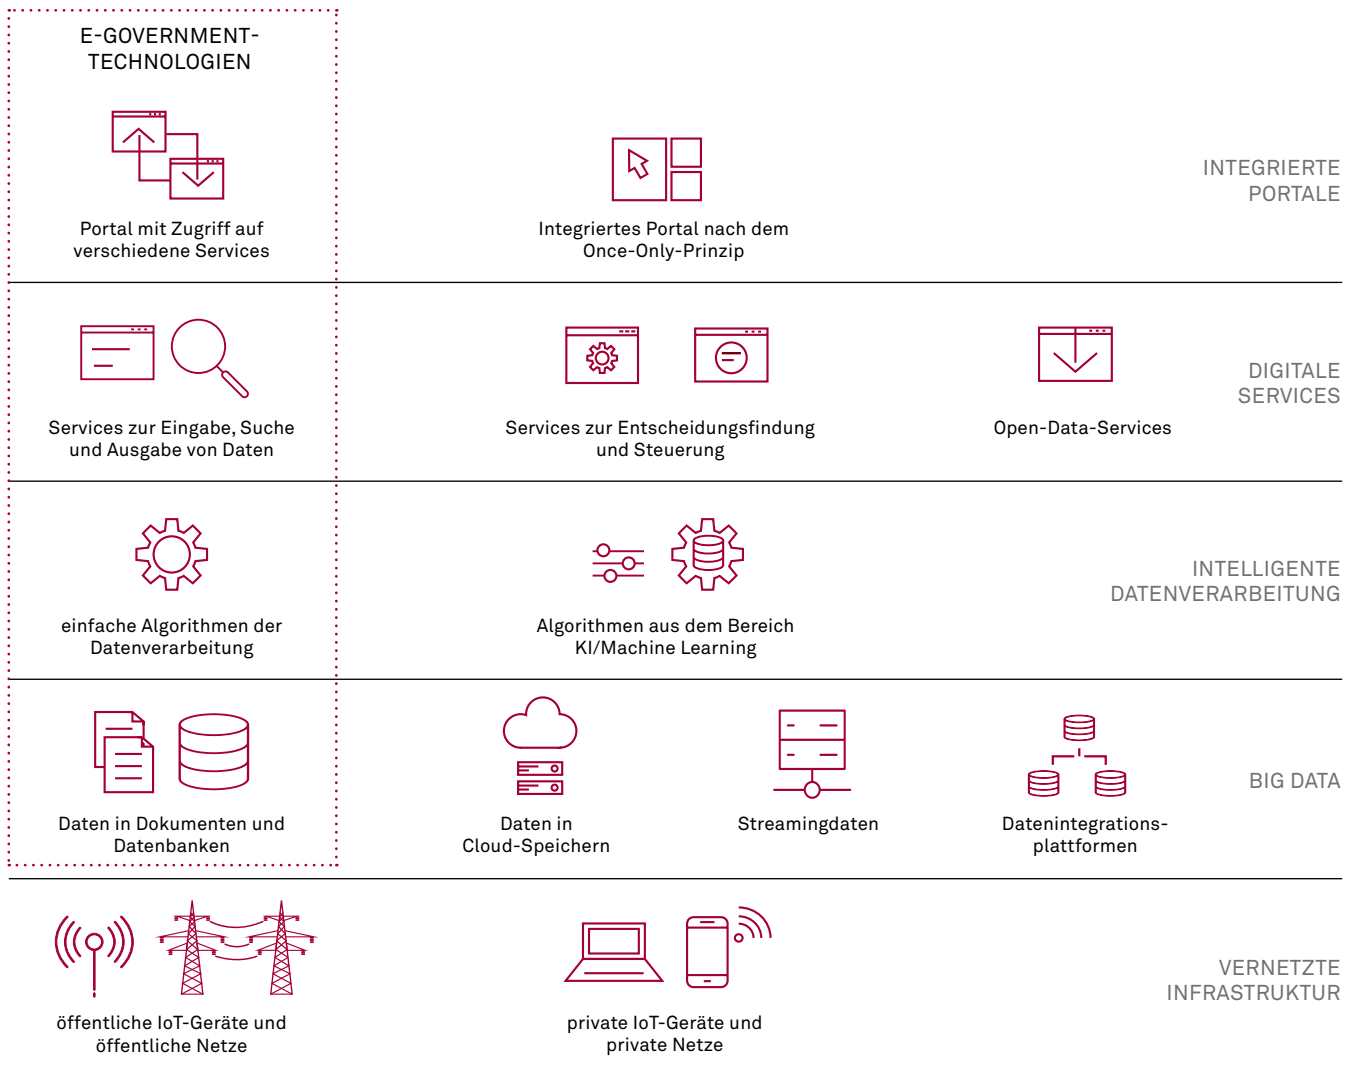 E-GOVERNMENT-
TECHNOLOGIEN
Portal mit Zugriff auf
verschiedene Services
Integriertes Portal nach dem
Once-Only-Prinzip
INTEGRIERTE
PORTALE
Services zur Eingabe, Suche
und Ausgabe von Daten
Services zur Entscheidungsfindung
und Steuerung
Open-Data-Services
DIGITALE
SERVICES
einfache Algorithmen der
Datenverarbeitung
Algorithmen aus dem Bereich
KI/Machine Learning
INTELLIGENTE
DATENVERARBEITUNG
Daten in Dokumenten und
Datenbanken
Daten in
Cloud-Speichern
Streamingdaten
Datenintegrations-
plattformen
BIG DATA
öffentliche IoT-Geräte und
öffentliche Netze
private IoT-Geräte und
private Netze
VERNETZTE
INFRASTRUKTUR